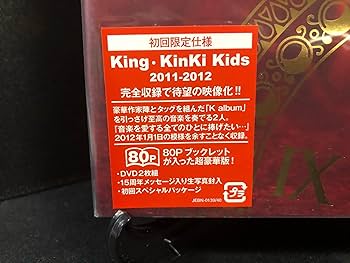 初回限定仕様
King・KinKi Kids
2011-2012
完全収録で待望の映像化!!
豪華作家陣とタッグを組んだ「K album」
を引っさげ至高の音楽を奏でる2人。
「音楽を愛する全てのひとに捧げたい…」
2012年1月1日の模様を余すことなく収録。
80P
80Pブックレット
が入った超豪華版!
・DVD2枚組
・15周年メッセージ入り生写真封入
・初回スペシャルパッケージ
JEBN-0139/40
プラ
IX